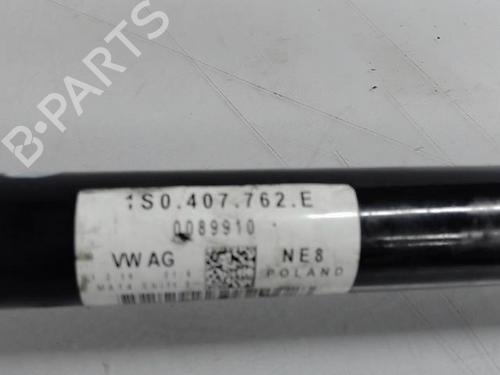 B-PARTS
1S0.407.762.E
0089910
VW AG
NE8
POLAND